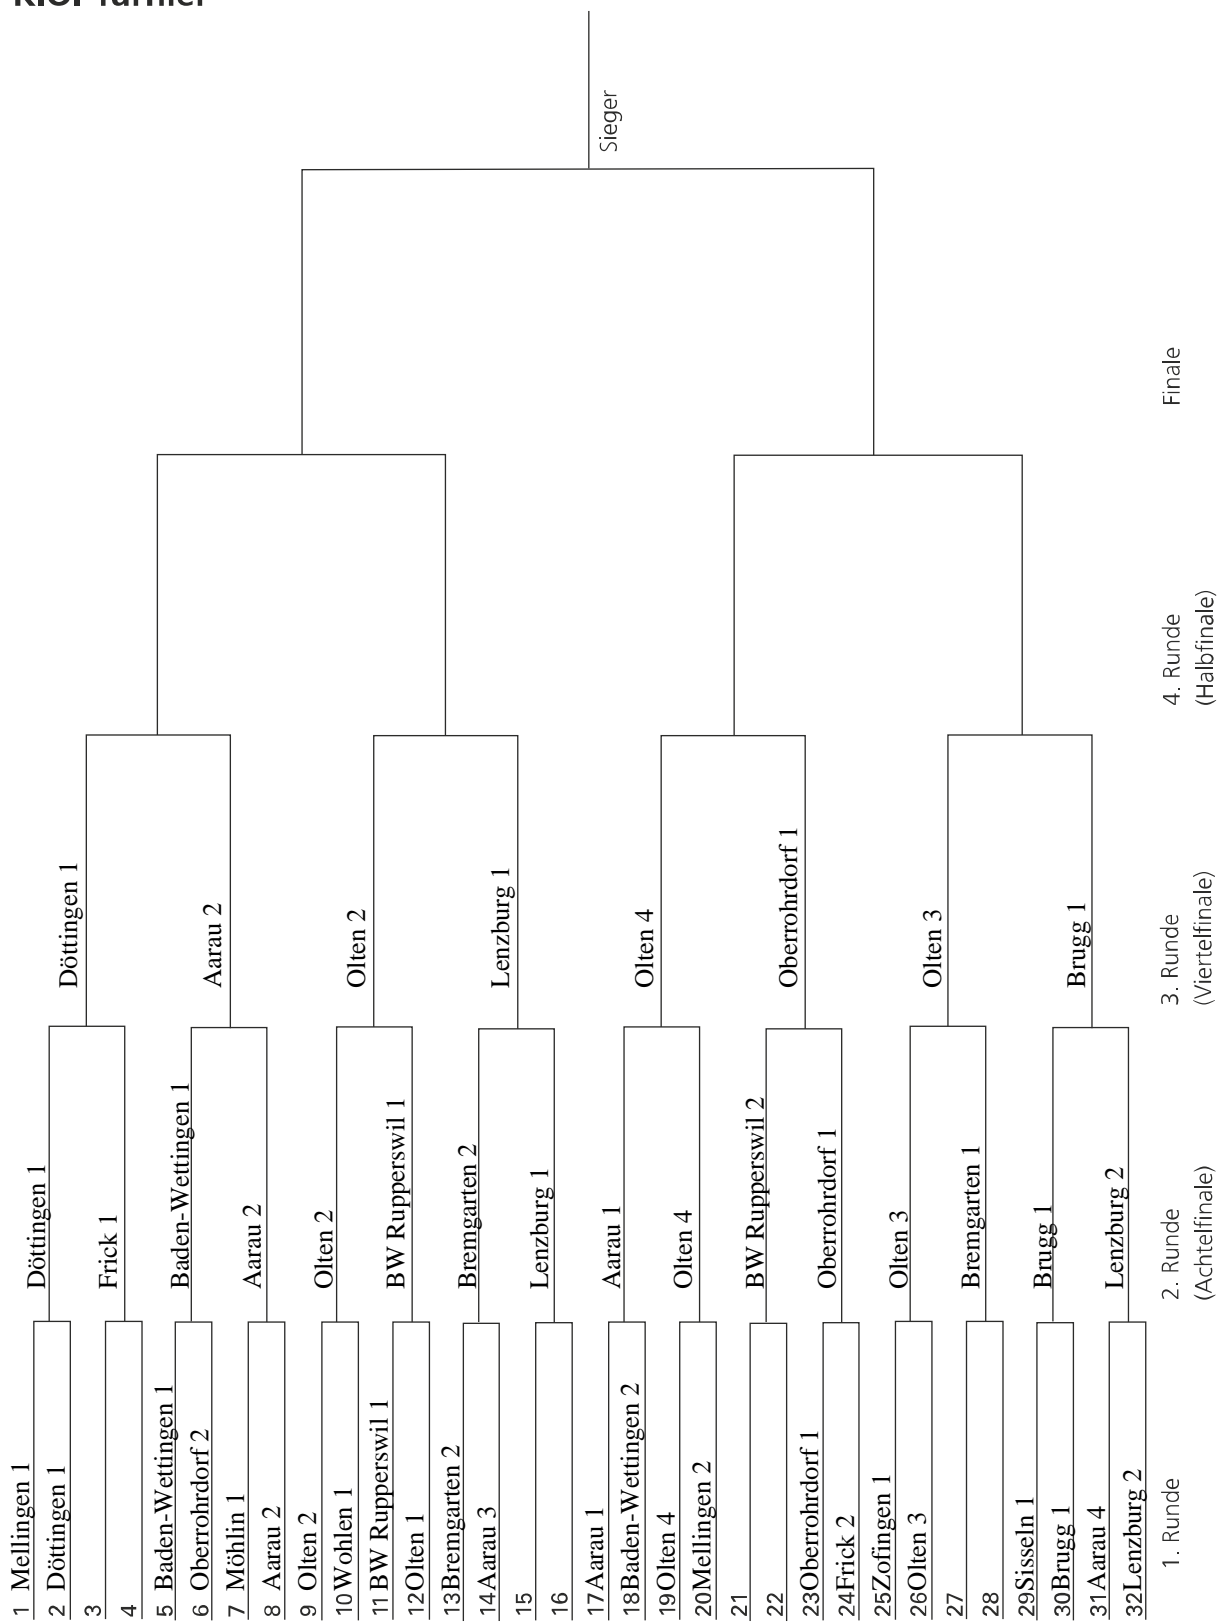 K.O.-Turnier
1 Mellingen 1
2 Döttingen 1
3
4
5 Baden-Wettingen 1
6 Oberrohrdorf 2
7 Möhlin 1
8 Aarau 2
9 Olten 2
10 Wohlen 1
11 BW Rupperswil 1
12 Olten 1
13 Bremgarten 2
14 Aarau 3
15
16
17 Aarau 1
18 Baden-Wettingen 2
19 Olten 4
20 Mellingen 2
21
22
23 Oberrohrdorf 1
24 Frick 2
25 Zofingen 1
26 Olten 3
27
28
29 Sisseln 1
30 Brugg 1
31 Aarau 4
32 Lenzburg 2
1. Runde
Döttingen 1
Frick 1
Baden-Wettingen 1
Aarau 2
Olten 2
BW Rupperswil 1
Bremgarten 2
Lenzburg 1
Aarau 1
Olten 4
BW Rupperswil 2
Oberrohrdorf 1
Olten 3
Bremgarten 1
Brugg 1
Lenzburg 2
2. Runde
(Achtelfinale)
Döttingen 1
Aarau 2
Olten 2
Lenzburg 1
Olten 4
Oberrohrdorf 1
Olten 3
Brugg 1
3. Runde
(Viertelfinale)
4. Runde
(Halbfinale)
Finale
Sieger